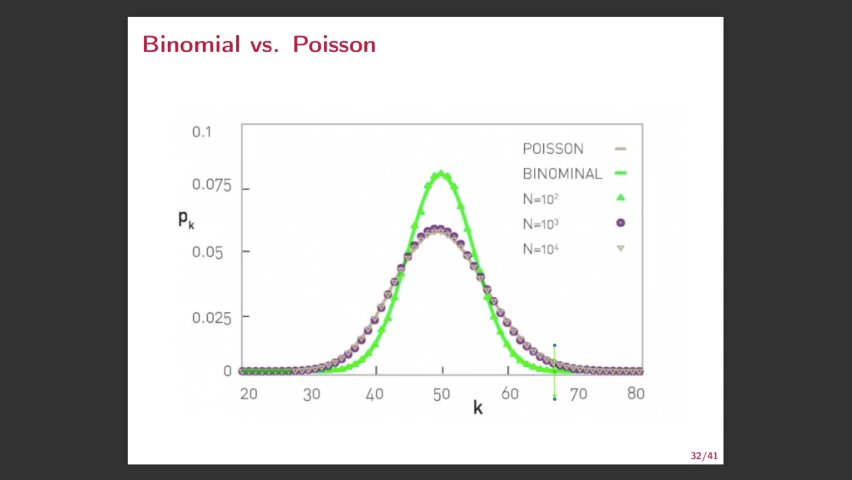 Binomial vs. Poisson
0.1
0.075
0.05
0.025
0
pk
20 30 40 50 60 70 80
k
POISSON
BINOMINAL
N=10²
N=10³
N=10⁴
32/41